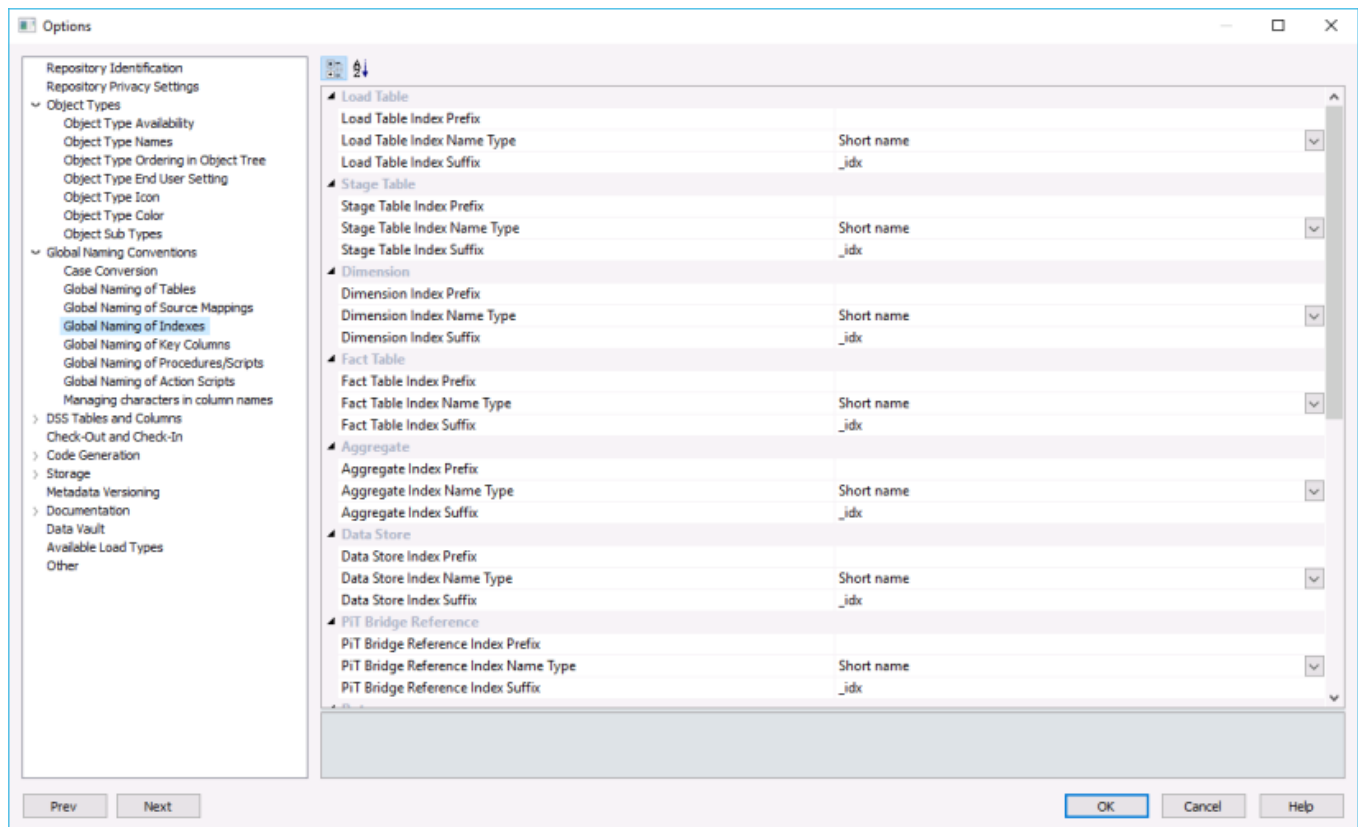 Options
Repository Identification
Repository Privacy Settings
Object Types
Object Type Availability
Object Type Names
Object Type Ordering in Object Tree
Object Type End User Setting
Object Type Icon
Object Type Color
Object Sub Types
Global Naming Conventions
Case Conversion
Global Naming of Tables
Global Naming of Source Mappings
Global Naming of Indexes
Global Naming of Key Columns
Global Naming of Procedures/Scripts
Global Naming of Action Scripts
Managing characters in column names
DSS Tables and Columns
Check-Out and Check-In
Code Generation
Storage
Metadata Versioning
Documentation
Data Vault
Available Load Types
Other
Load Table
Load Table Index Prefix
Load Table Index Name Type Short name
Load Table Index Suffix _idx
Stage Table
Stage Table Index Prefix
Stage Table Index Name Type Short name
Stage Table Index Suffix _idx
Dimension
Dimension Index Prefix
Dimension Index Name Type Short name
Dimension Index Suffix _idx
Fact Table
Fact Table Index Prefix
Fact Table Index Name Type Short name
Fact Table Index Suffix _idx
Aggregate
Aggregate Index Prefix
Aggregate Index Name Type Short name
Aggregate Index Suffix _idx
Data Store
Data Store Index Prefix
Data Store Index Name Type Short name
Data Store Index Suffix _idx
PiT Bridge Reference
PiT Bridge Reference Index Prefix
PiT Bridge Reference Index Name Type Short name
PiT Bridge Reference Index Suffix _idx
Prev Next OK Cancel Help